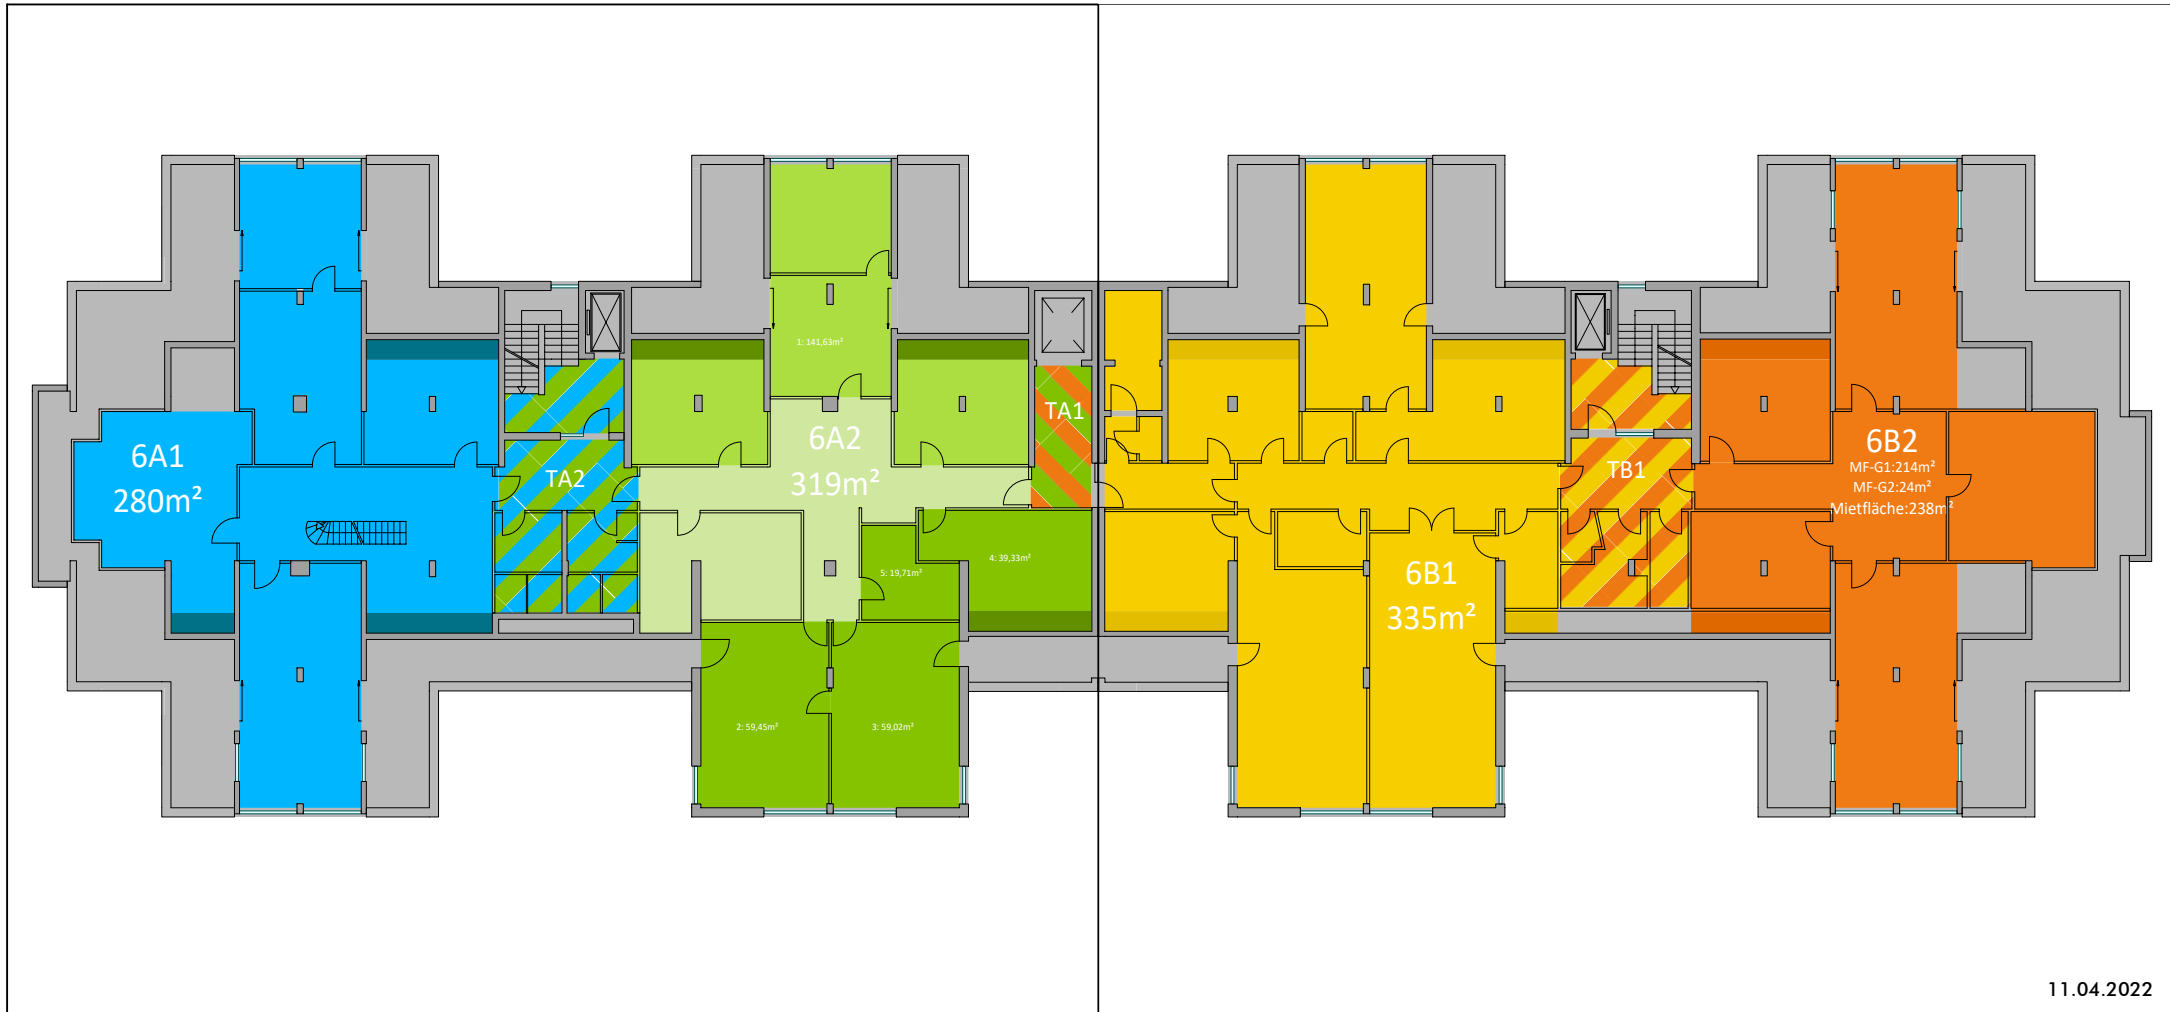 1: 141,63m²
TA1
6A2
319m²
6A1
280m²
TA2
6B2
MF-G1:214m²
MF-G2:24m²
Mietfläche:238m²
TB1
4: 39,33m²
5: 19,71m²
6B1
335m²
2: 59,45m²
3: 59,02m²
11.04.2022